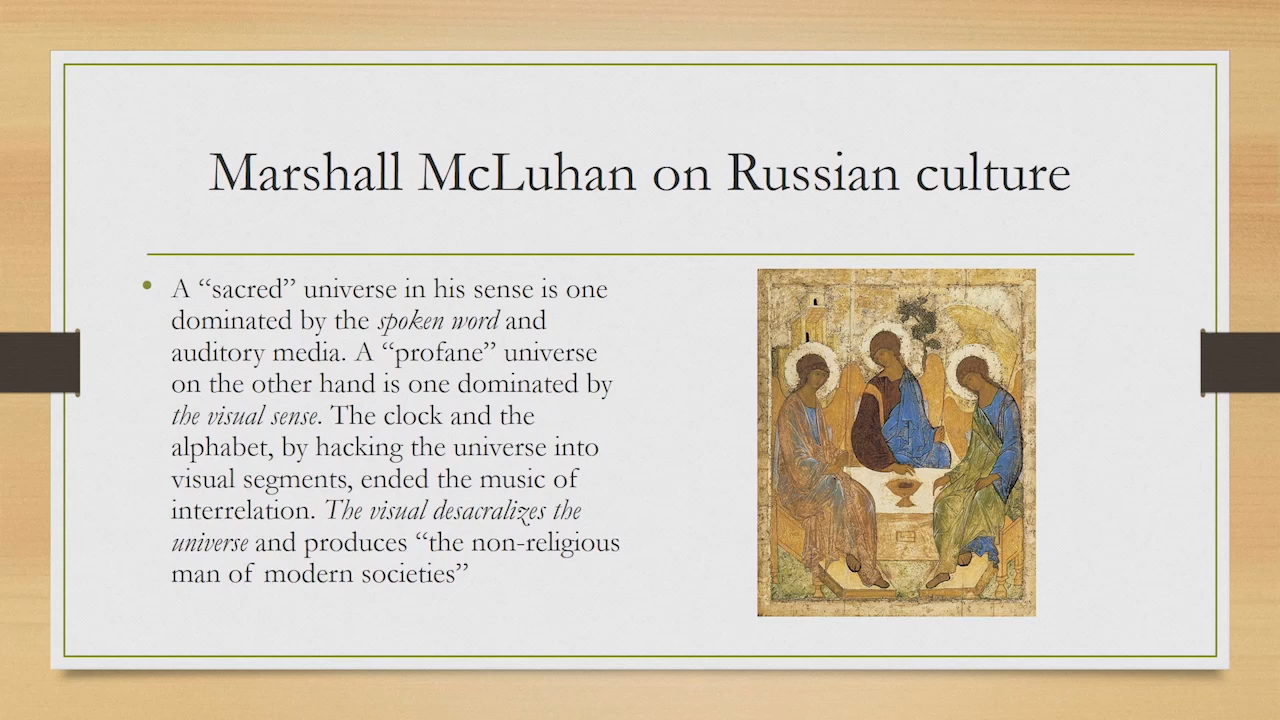 Marshall McLuhan on Russian culture
• A “sacred” universe in his sense is one
dominated by the spoken word and
auditory media. A “profane” universe
on the other hand is one dominated by
the visual sense. The clock and the
alphabet, by hacking the universe into
visual segments, ended the music of
interrelation. The visual desacralizes the
universe and produces “the non-religious
man of modern societies”